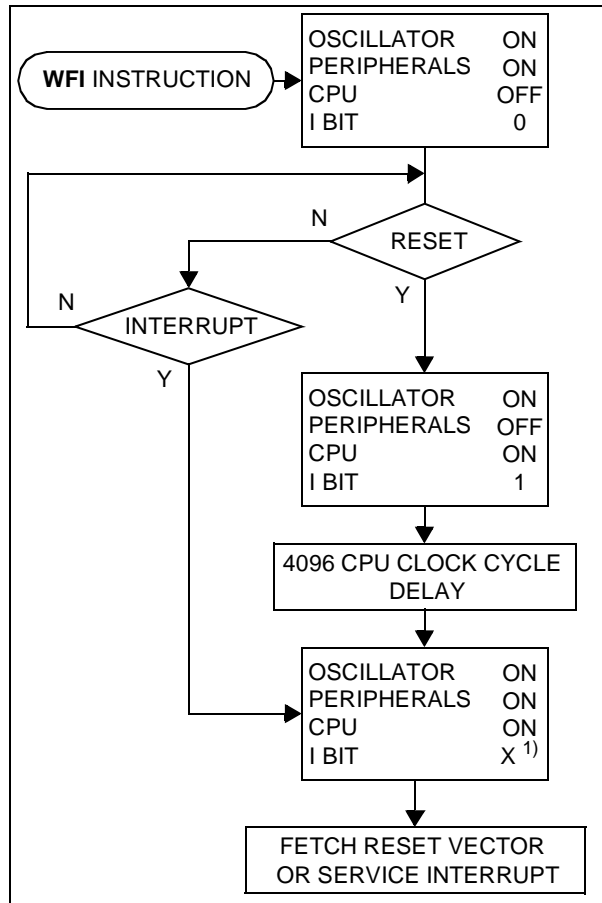 WFI INSTRUCTION
OSCILLATOR ON
PERIPHERALS ON
CPU OFF
I BIT 0
N
RESET
Y
N
INTERRUPT
Y
OSCILLATOR ON
PERIPHERALS OFF
CPU ON
I BIT 1
4096 CPU CLOCK CYCLE
DELAY
OSCILLATOR ON
PERIPHERALS ON
CPU ON
I BIT X 1)
FETCH RESET VECTOR
OR SERVICE INTERRUPT